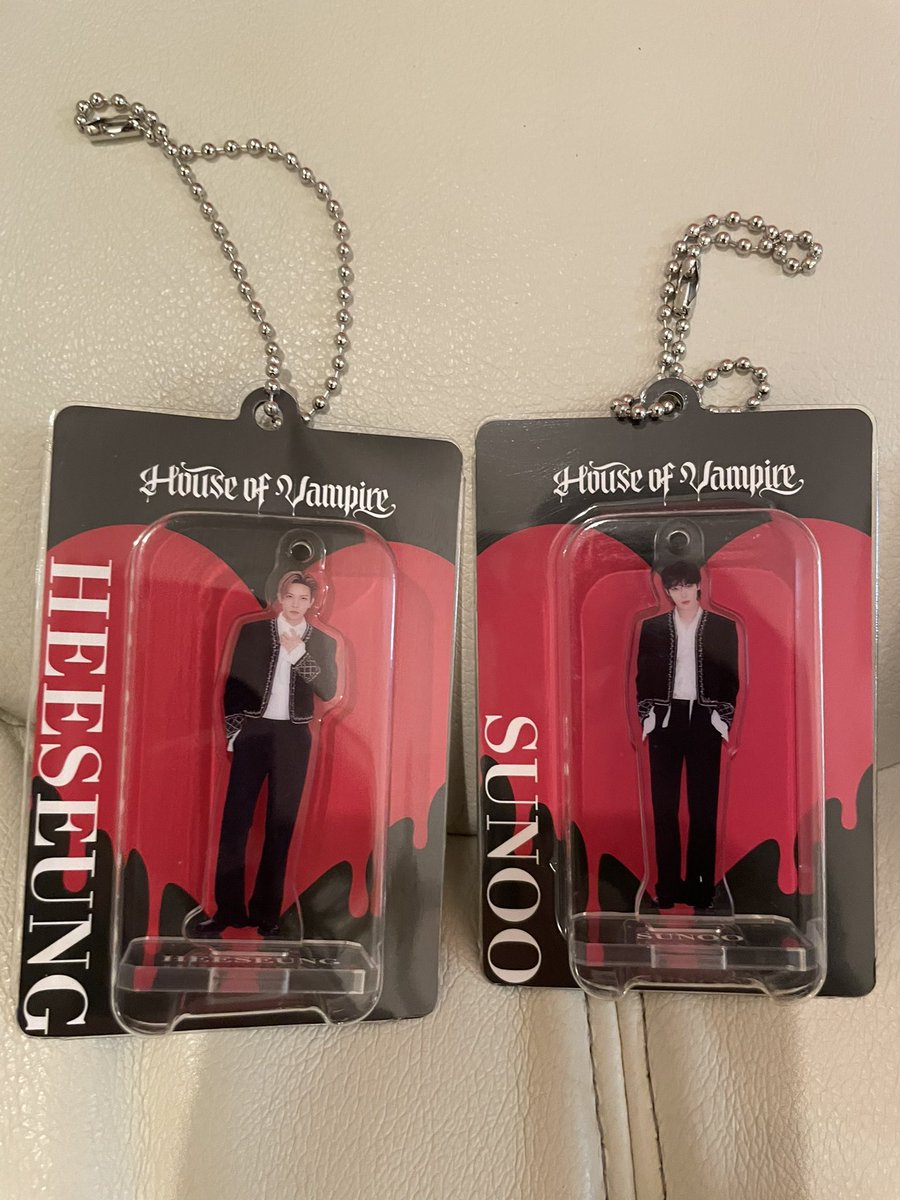 House of Vampire
HEESEUNG
HEESEUNG
House of Vampire
SUNOO
SUNOO